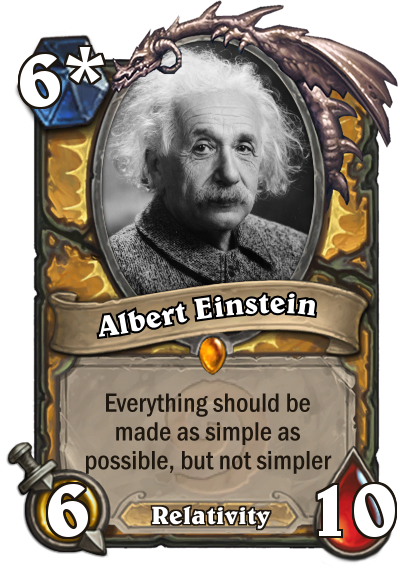 6*
Albert Einstein
Everything should be
made as simple as
possible, but not simpler
6
Relativity
10